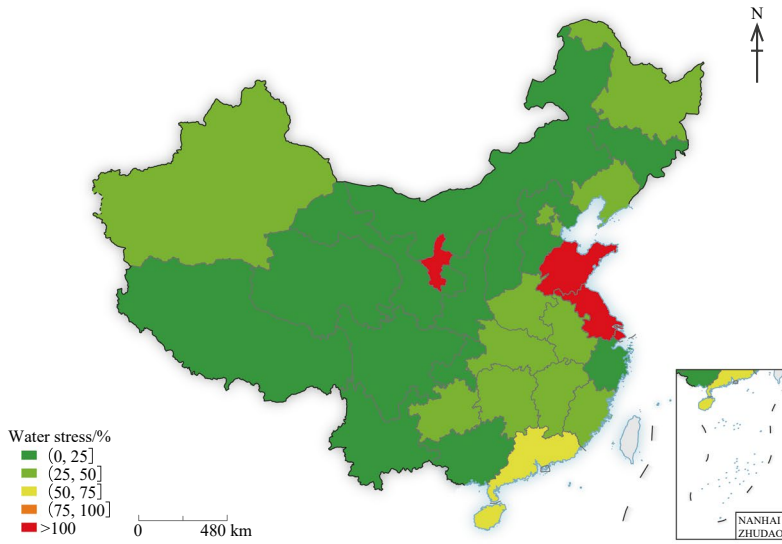 N
Water stress/%
(0, 25]
(25, 50]
(50, 75]
(75, 100]
>100
0 480 km
NANHAI
ZHUDAO